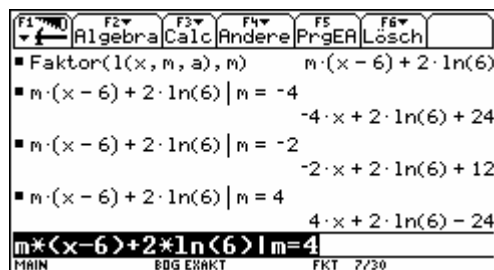 F1 F2 F3 F4 F5 F6
Algebra Calc Andere PrgEA Lösch
▪ Faktor(l(x, m, a), m) m·(x − 6) + 2·ln(6)
▪ m·(x − 6) + 2·ln(6) | m = ⁻4
⁻4·x + 2·ln(6) + 24
▪ m·(x − 6) + 2·ln(6) | m = ⁻2
⁻2·x + 2·ln(6) + 12
▪ m·(x − 6) + 2·ln(6) | m = 4
4·x + 2·ln(6) − 24
m*(x-6)+2*ln(6)|m=4
MAIN BOG EXAKT FKT 7/30